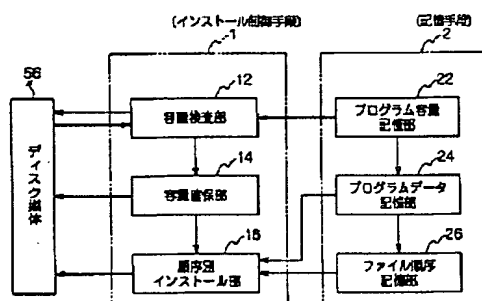 (インストール制御手段)
1
(記憶手段)
2
56
ディスク媒体
12
容量検査部
14
容量確保部
16
順序別
インストール部
22
プログラム容量
記憶部
24
プログラムデータ
記憶部
26
ファイル順序
記憶部